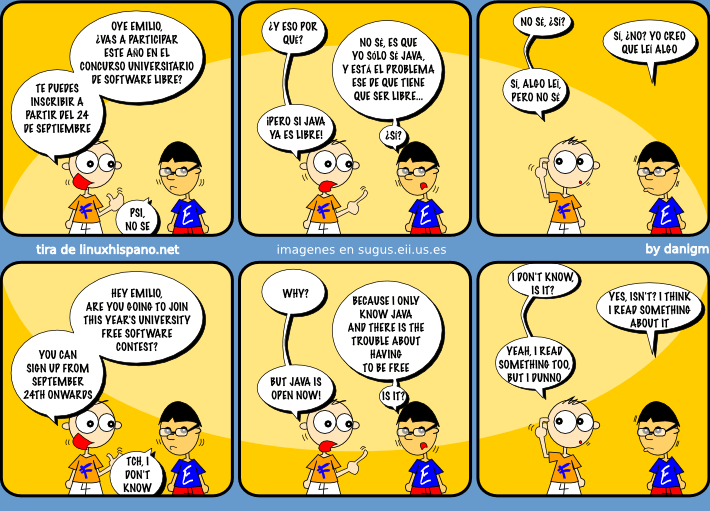 OYE EMILIO,
¿VAS A PARTICIPAR
ESTE AÑO EN EL
CONCURSO UNIVERSITARIO
DE SOFTWARE LIBRE?
TE PUEDES
INSCRIBIR A
PARTIR DEL 24
DE SEPTIEMBRE
PSI,
NO SE
F
E
¿Y ESO POR
QUÉ?
NO SÉ, ES QUE
YO SÓLO SÉ JAVA,
Y ESTÁ EL PROBLEMA
ESE DE QUE TIENE
QUE SER LIBRE...
¡PERO SI JAVA
YA ES LIBRE!
¿SI?
F
E
NO SÉ, ¿SI?
SI, ¿NO? YO CREO
QUE LEÍ ALGO
SI, ALGO LEÍ,
PERO NO SÉ
F
E
tira de linuxhispano.net
imagenes en sugus.eii.us.es
by danigm
HEY EMILIO,
ARE YOU GOING TO JOIN
THIS YEAR'S UNIVERSITY
FREE SOFTWARE
CONTEST?
YOU CAN
SIGN UP FROM
SEPTEMBER
24TH ONWARDS
TCH, I
DON'T
KNOW
F
E
WHY?
BECAUSE I ONLY
KNOW JAVA
AND THERE IS THE
TROUBLE ABOUT
HAVING
TO BE FREE
BUT JAVA IS
OPEN NOW!
IS IT?
F
E
I DON'T KNOW,
IS IT?
YES, ISN'T? I THINK
I READ SOMETHING
ABOUT IT
YEAH, I READ
SOMETHING TOO,
BUT I DUNNO
F
E